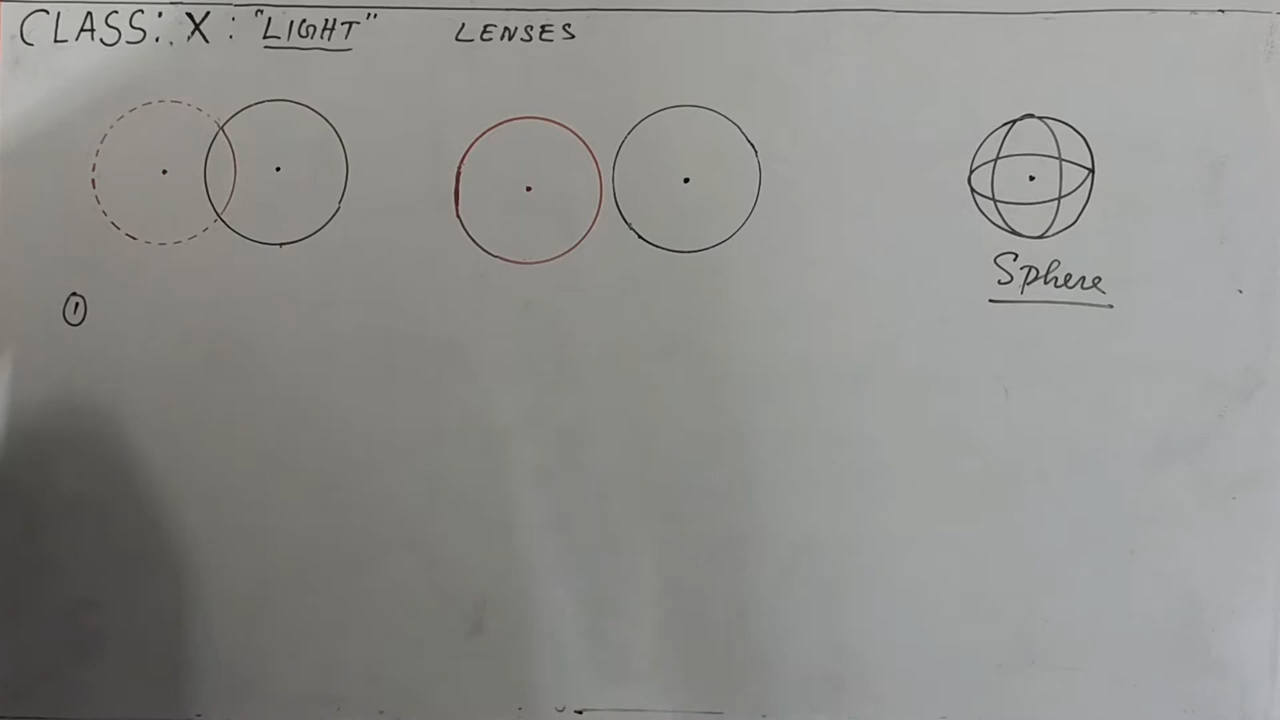 CLASS: X : "LIGHT" LENSES
Sphere
①